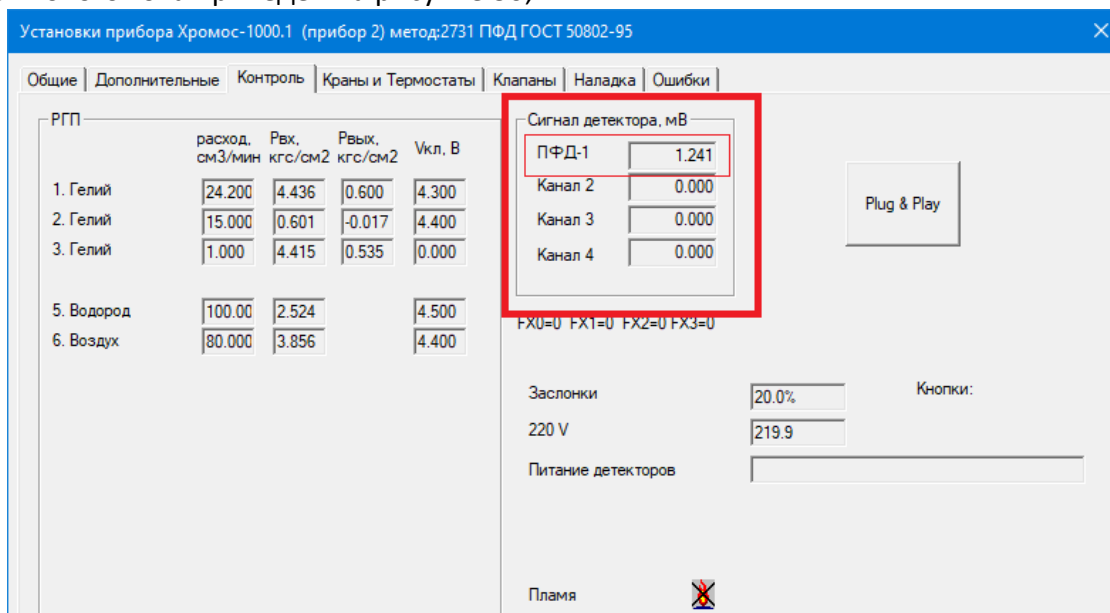 Установки прибора Хромос-1000.1 (прибор 2) метод:2731 ПФД ГОСТ 50802-95
Общие Дополнительные Контроль Краны и Термостаты Клапаны Наладка Ошибки
РГП
расход, Рвх, Рвых, Vкл, В
см3/мин кгс/см2 кгс/см2
1. Гелий 24.200 4.436 0.600 4.300
2. Гелий 15.000 0.601 -0.017 4.400
3. Гелий 1.000 4.415 0.535 0.000
5. Водород 100.00 2.524 4.500
6. Воздух 80.000 3.856 4.400
Сигнал детектора, мВ
ПФД-1 1.241
Канал 2 0.000
Канал 3 0.000
Канал 4 0.000
Plug & Play
FX0=0 FX1=0 FX2=0 FX3=0
Заслонки 20.0% Кнопки:
220 V 219.9
Питание детекторов
Пламя